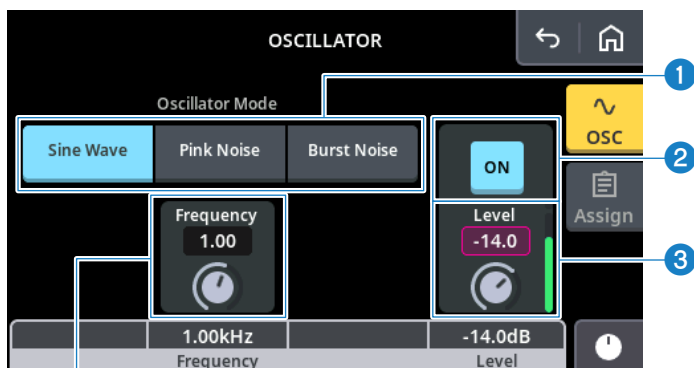 OSCILLATOR
1
Oscillator Mode
OSC
Sine Wave
Pink Noise
Burst Noise
ON
2
Assign
Frequency
1.00
Level
-14.0
3
1.00kHz
-14.0dB
Frequency
Level